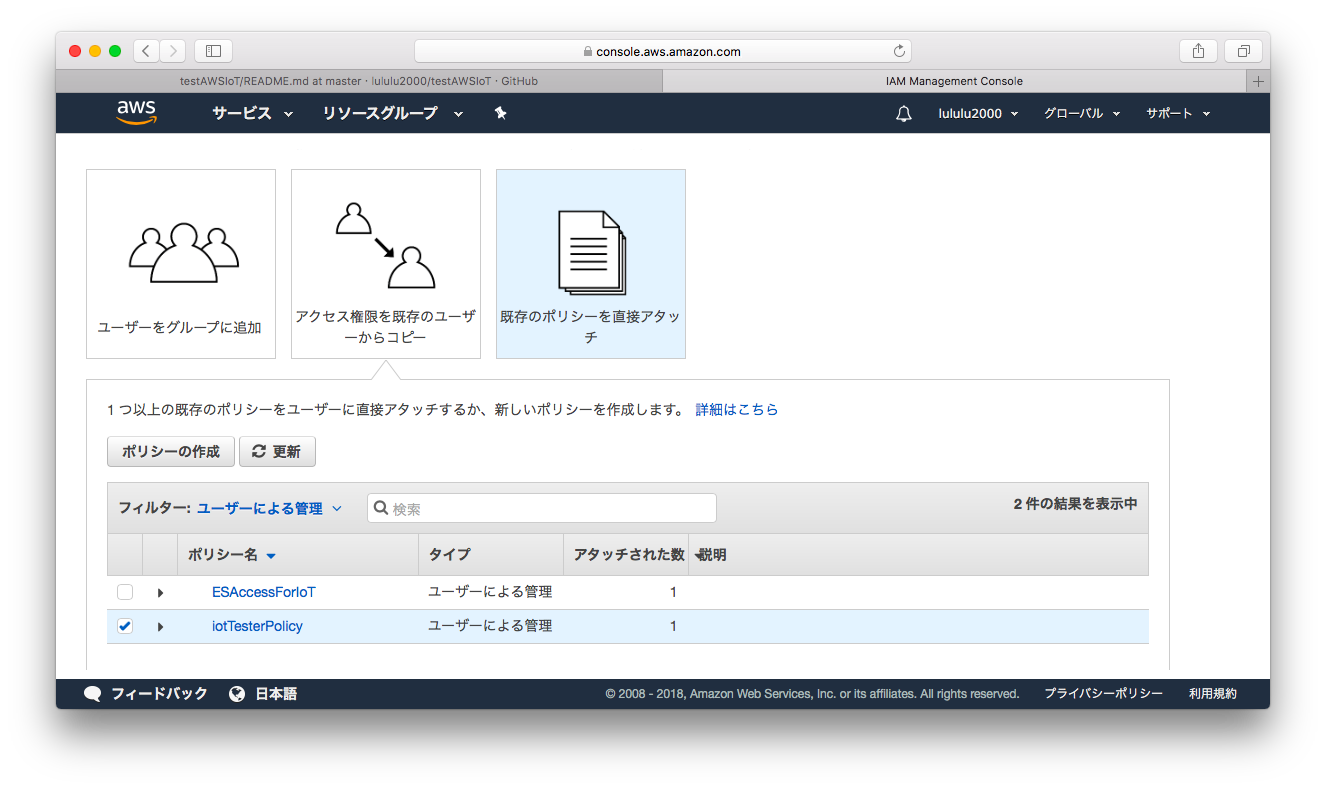 console.aws.amazon.com
testAWSIoT/README.md at master · lululu2000/testAWSIoT · GitHub
IAM Management Console
aws
サービス
リソースグループ
lululu2000
グローバル
サポート
ユーザーをグループに追加
アクセス権限を既存のユーザ
ーからコピー
既存のポリシーを直接アタッ
チ
1 つ以上の既存のポリシーをユーザーに直接アタッチするか、新しいポリシーを作成します。 詳細はこちら
ポリシーの作成
更新
フィルター: ユーザーによる管理
検索
2 件の結果を表示中
ポリシー名 タイプ アタッチされた数 説明
ESAccessForIoT ユーザーによる管理 1
iotTesterPolicy ユーザーによる管理 1
フィードバック
日本語
© 2008 - 2018, Amazon Web Services, Inc. or its affiliates. All rights reserved.
プライバシーポリシー
利用規約